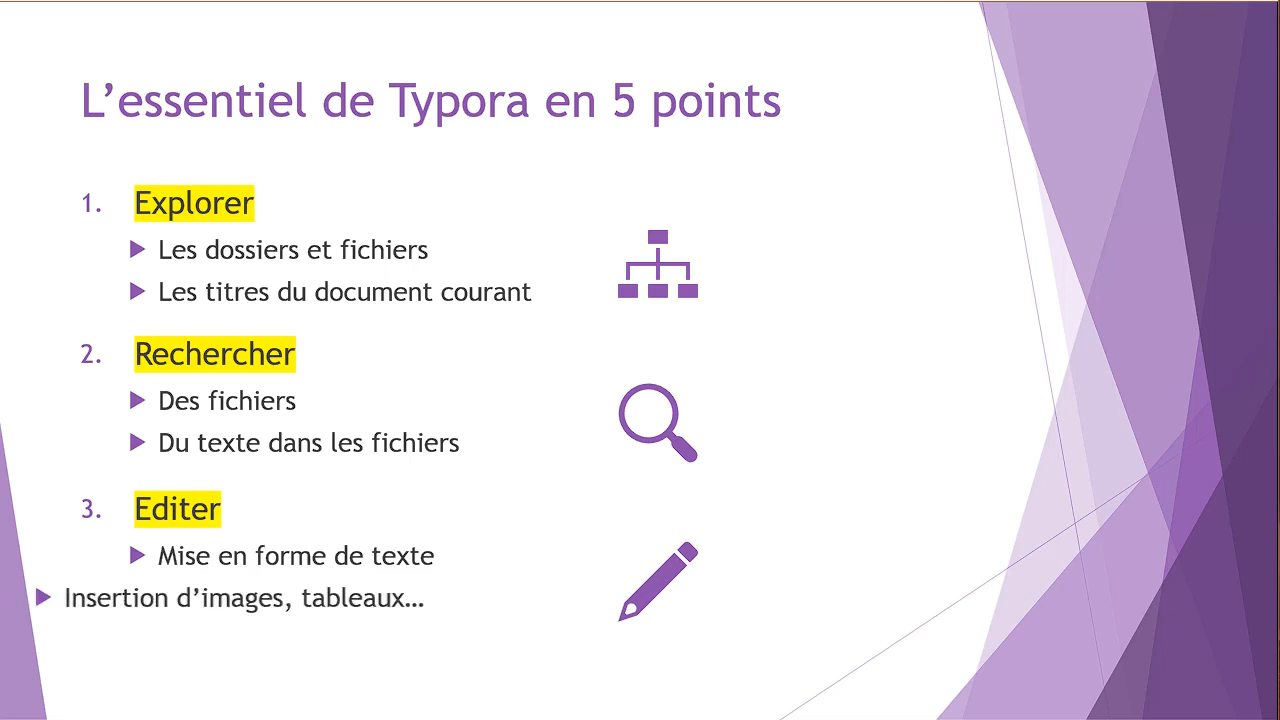 L’essentiel de Typora en 5 points
1. Explorer
Les dossiers et fichiers
Les titres du document courant
2. Rechercher
Des fichiers
Du texte dans les fichiers
3. Editer
Mise en forme de texte
Insertion d’images, tableaux…